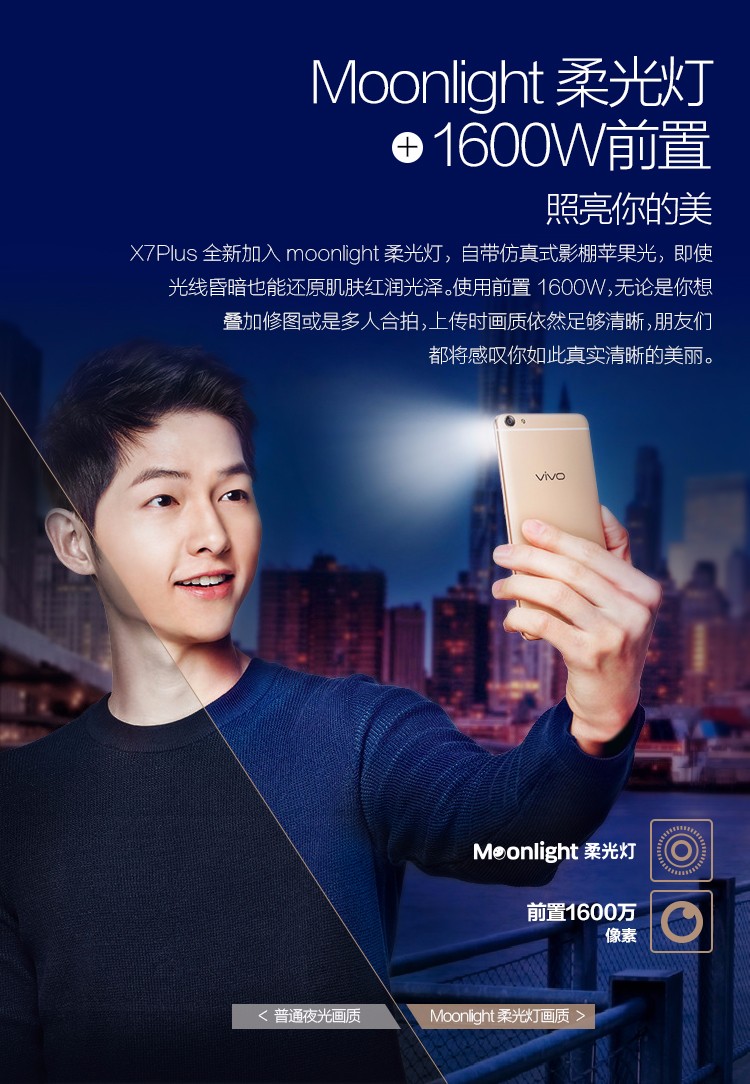 Moonlight 柔光灯
+1600W前置
照亮你的美
X7Plus 全新加入 moonlight 柔光灯，自带仿真式影棚苹果光，即使
光线昏暗也能还原肌肤红润光泽。使用前置 1600W，无论是你想
叠加修图或是多人合拍，上传时画质依然足够清晰，朋友们
都将感叹你如此真实清晰的美丽。
vivo
Moonlight 柔光灯
前置1600万
像素
< 普通夜光画质
Moonlight 柔光灯画质 >